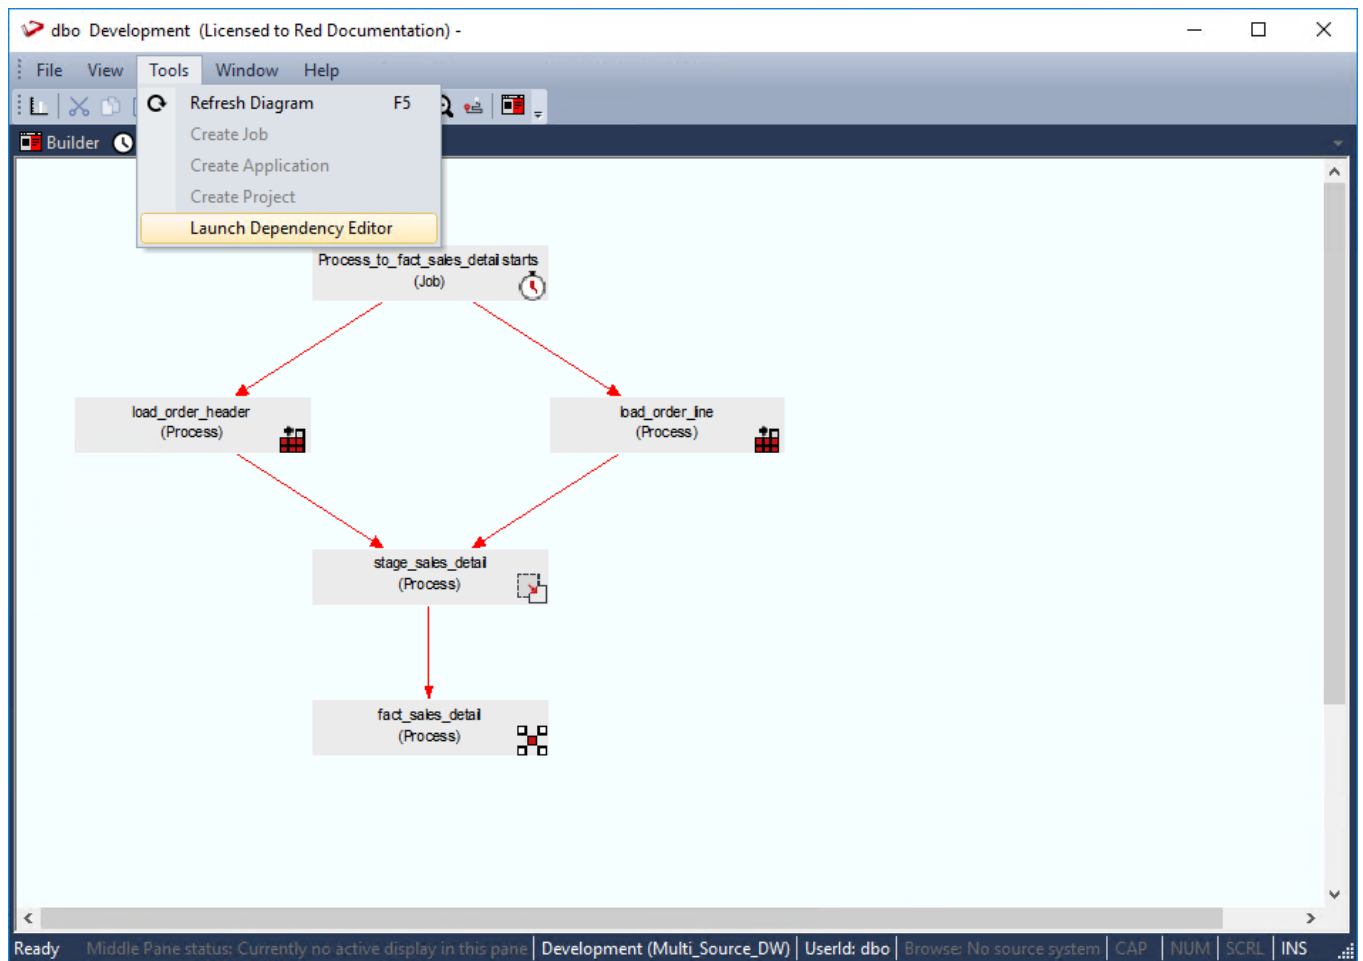 dbo Development (Licensed to Red Documentation) -
File View Tools Window Help
Refresh Diagram F5
Create Job
Builder
Create Application
Create Project
Launch Dependency Editor
Process_to_fact_sales_detail starts
(Job)
load_order_header
(Process)
load_order_line
(Process)
stage_sales_detail
(Process)
fact_sales_detail
(Process)
Ready Middle Pane status: Currently no active display in this pane Development (Multi_Source_DW) UserId: dbo Browse: No source system CAP NUM SCRL INS